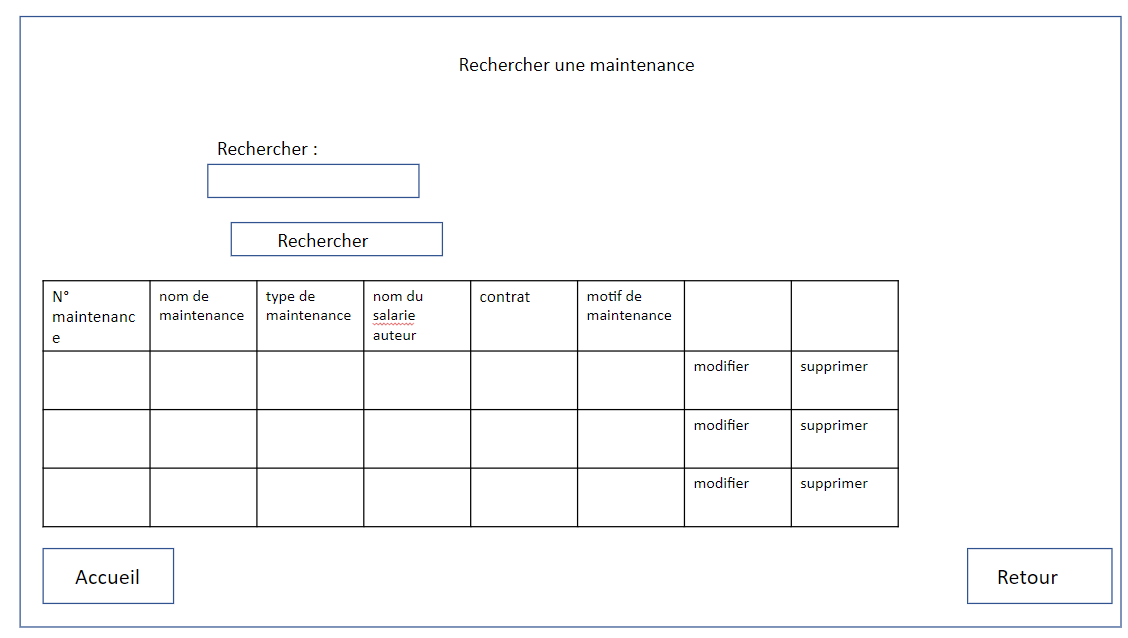 Rechercher une maintenance
Rechercher :
Rechercher
N°
maintenanc
e
nom de
maintenance
type de
maintenance
nom du
salarie
auteur
contrat
motif de
maintenance
modifier
supprimer
modifier
supprimer
modifier
supprimer
Accueil
Retour